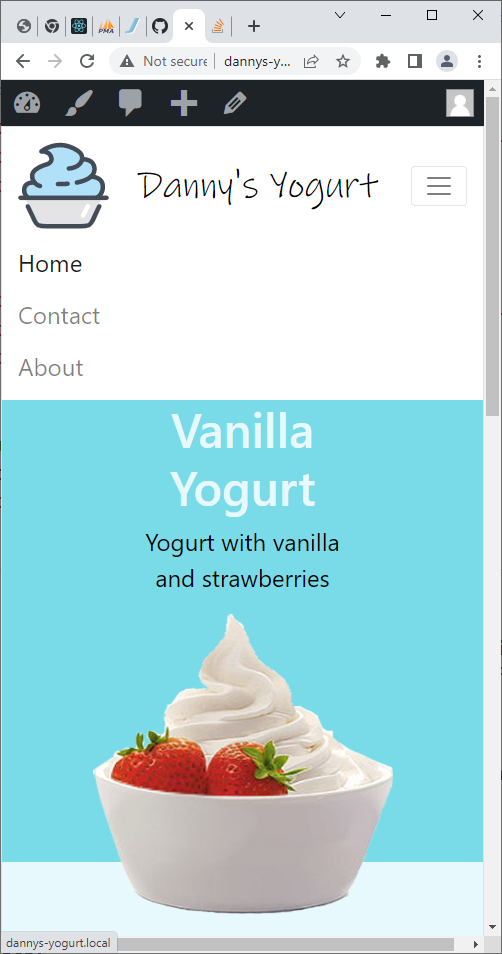 PMA
Not secure
dannys-y...
Danny's Yogurt
Home
Contact
About
Vanilla
Yogurt
Yogurt with vanilla
and strawberries
dannys-yogurt.local